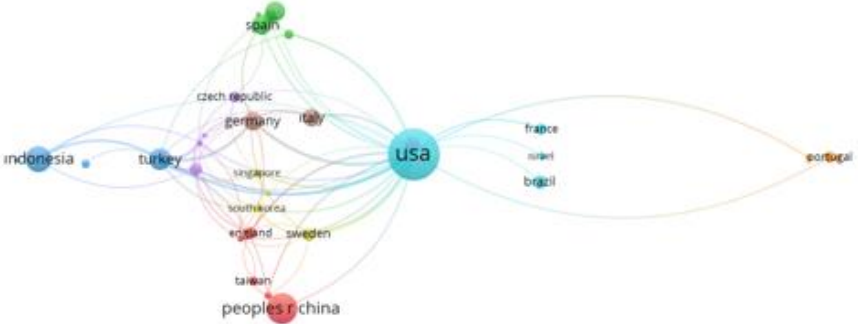 spain
czech republic
germany
italy
usa
france
indonesia
turkey
israel
portugal
singapore
brazil
south korea
england
sweden
taiwan
peoples r china